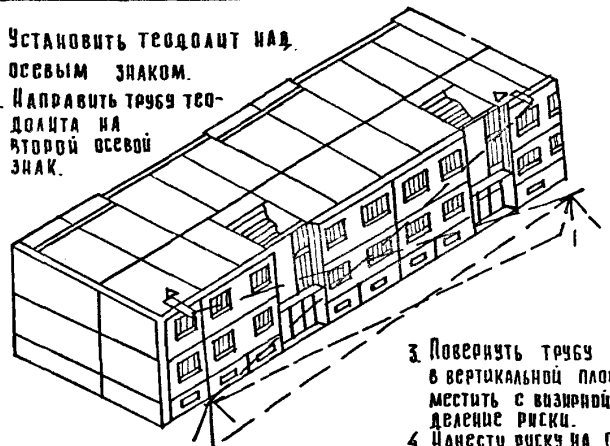 Установить теодолит над
осевым знаком.
. Направить трубу тео-
долита на
второй осевой
знак.
3. Повернуть трубу
в вертикальной
местить с визирной
деление риски.
4. Нанести риску на